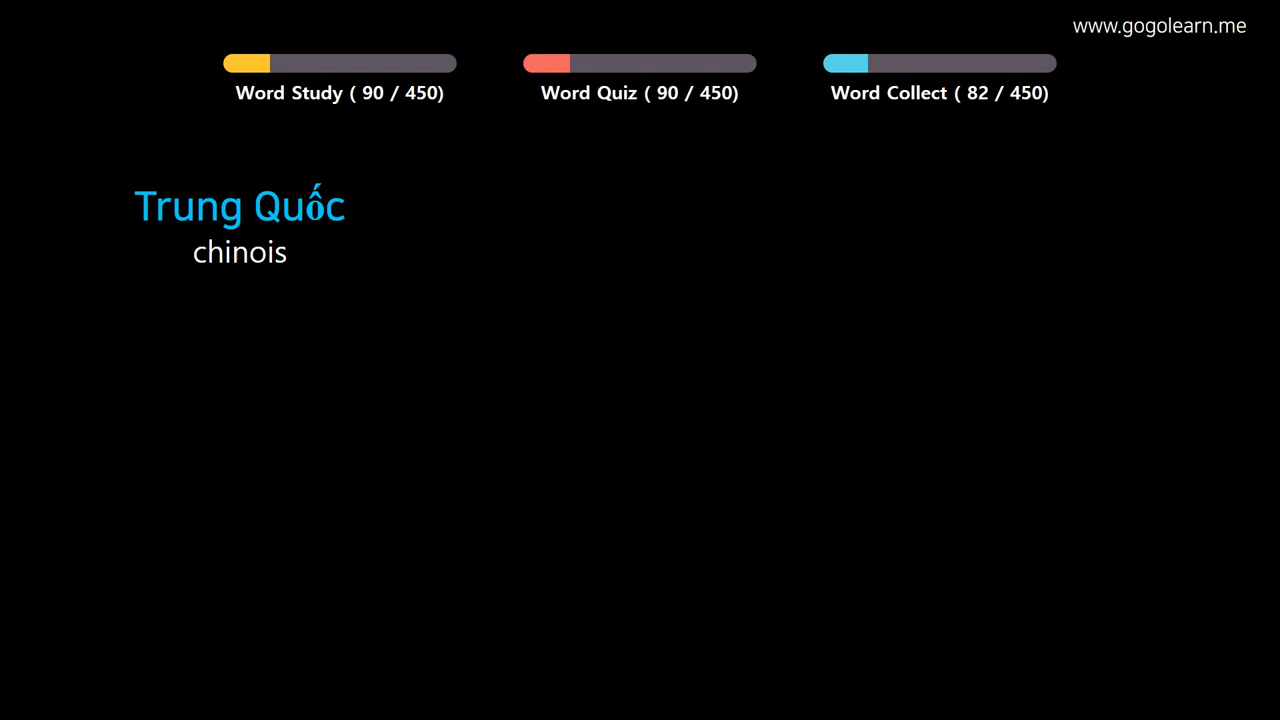 www.gogolearn.me
Word Study ( 90 / 450)
Word Quiz ( 90 / 450)
Word Collect ( 82 / 450)
Trung Quốc
chinois